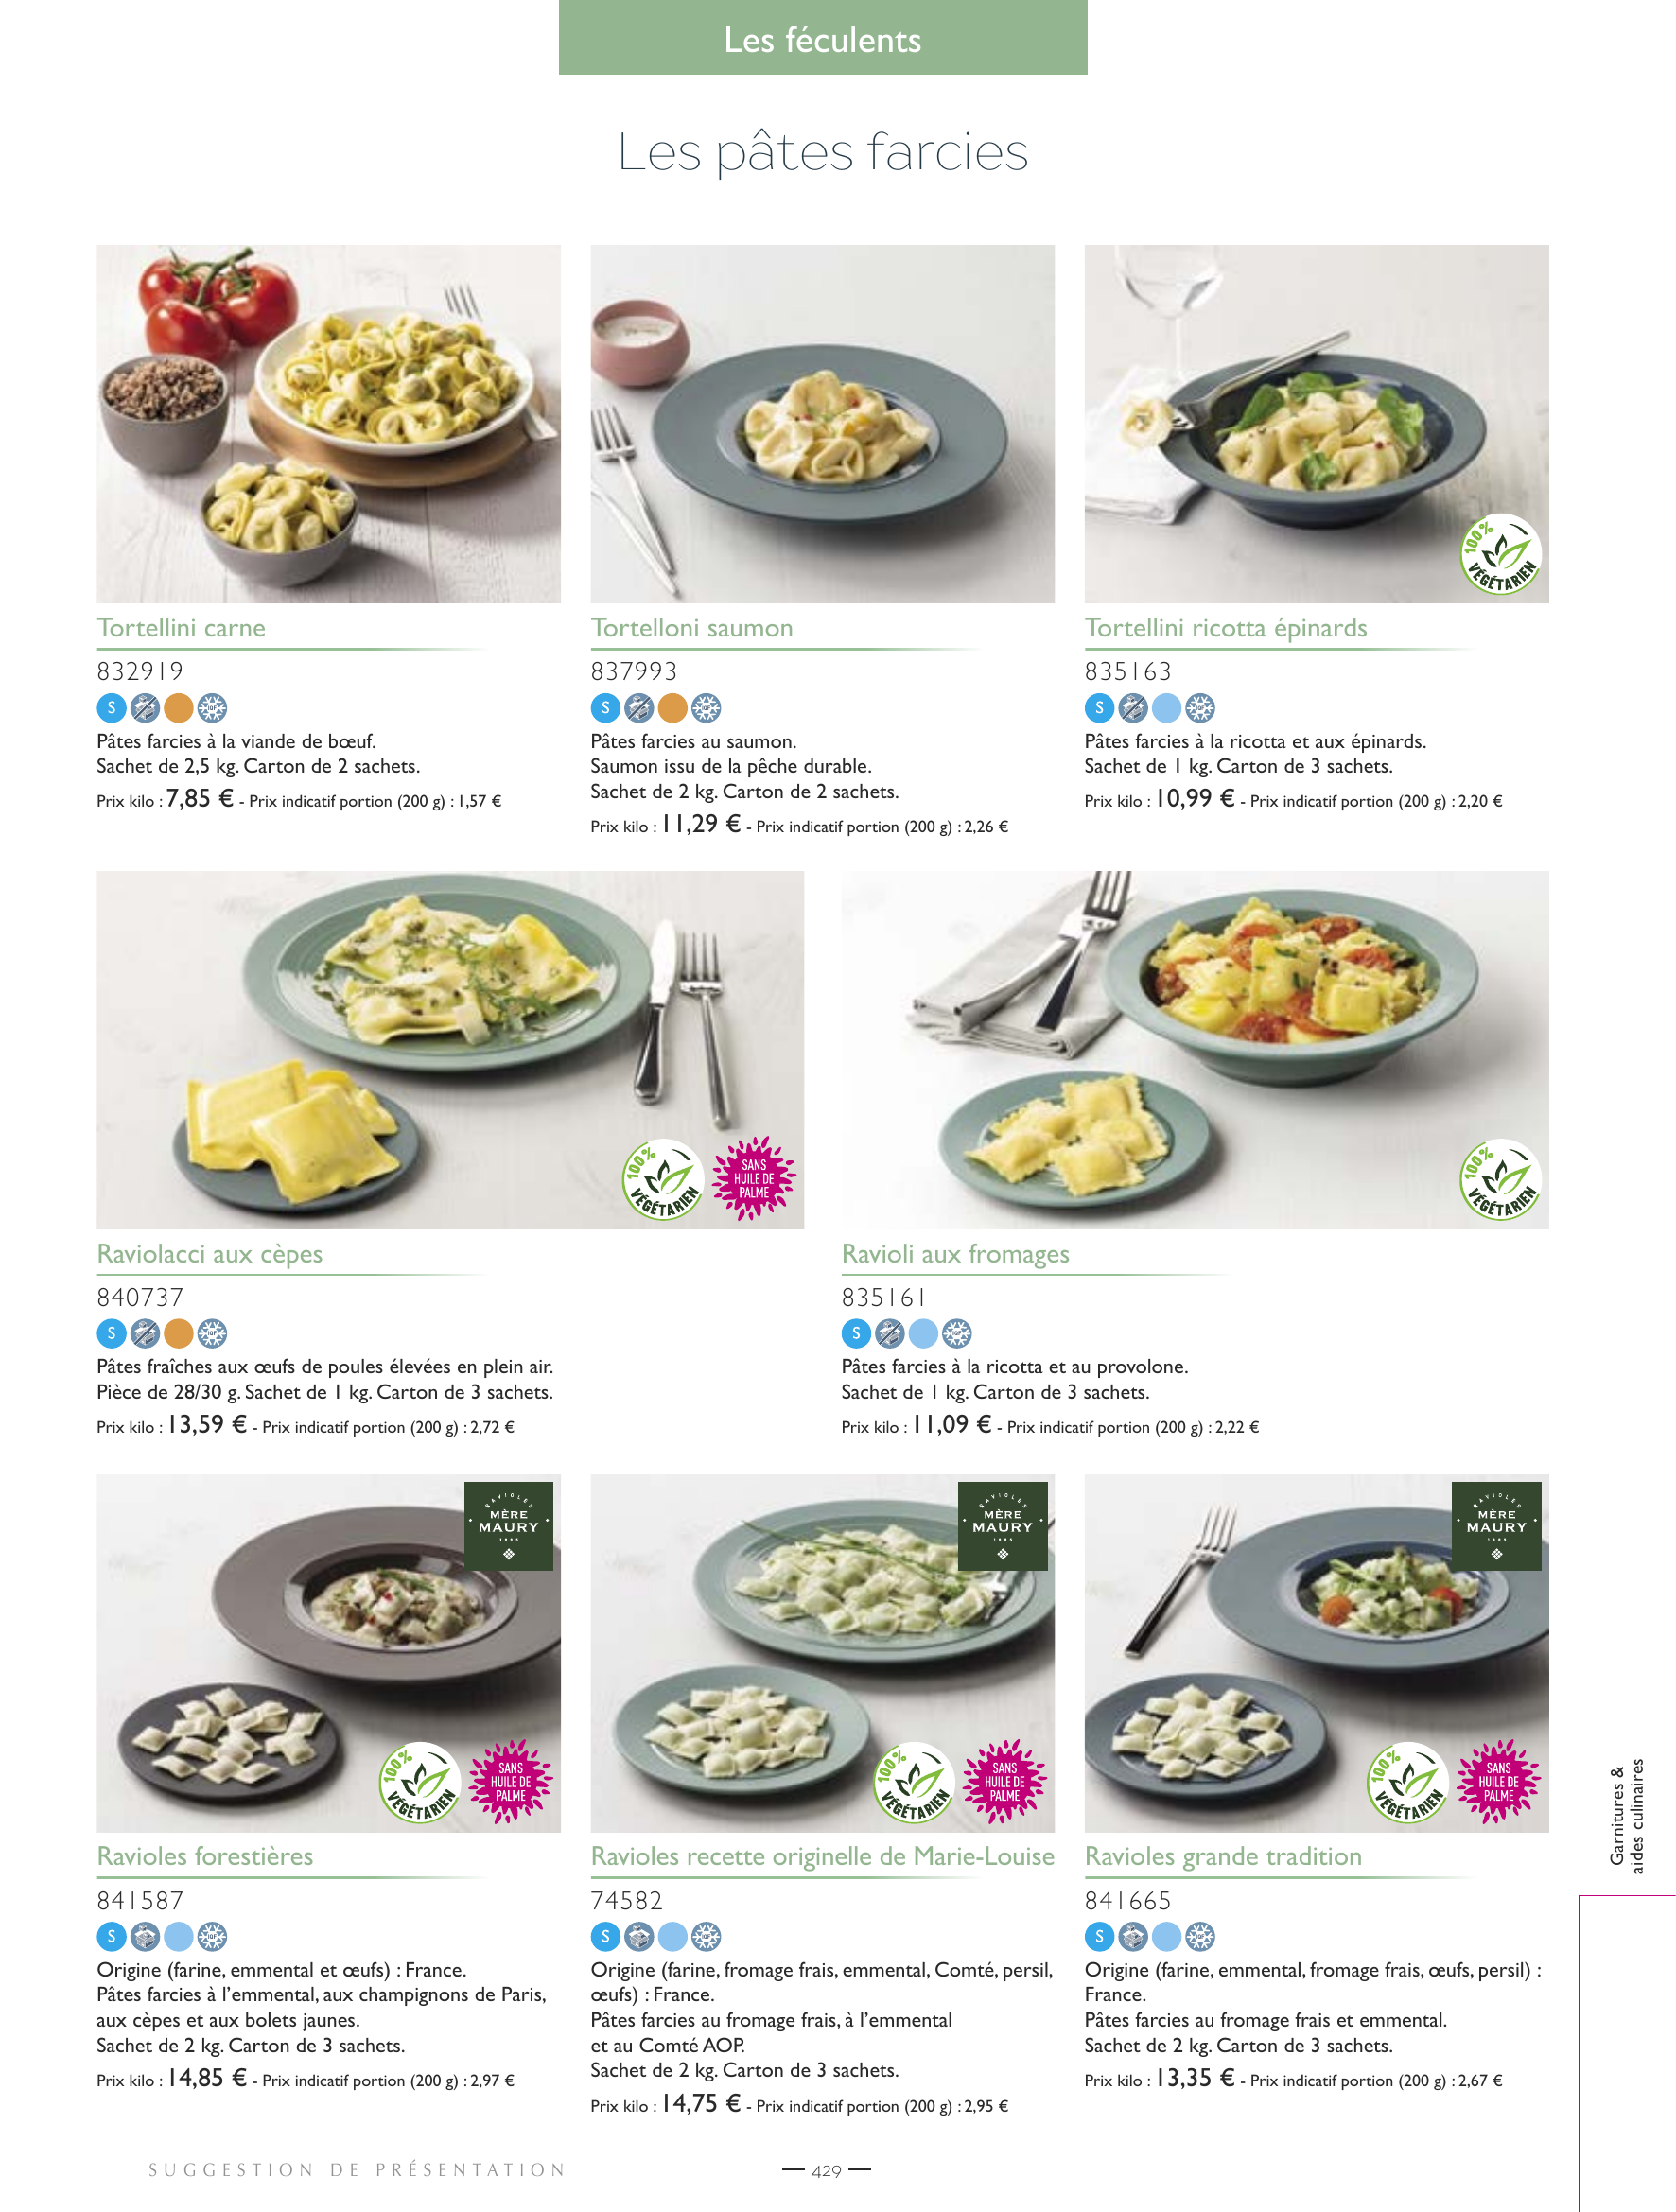 Les féculents
Les pâtes farcies
100%
VÉGÉTARIEN
Tortellini carne
832919
S
Pâtes farcies à la viande de bœuf.
Sachet de 2,5 kg. Carton de 2 sachets.
Prix kilo : 7,85 € - Prix indicatif portion (200 g) : 1,57 €
Tortelloni saumon
837993
S
Pâtes farcies au saumon.
Saumon issu de la pêche durable.
Sachet de 2 kg. Carton de 2 sachets.
Prix kilo : 11,29 € - Prix indicatif portion (200 g) : 2,26 €
Tortellini ricotta épinards
835163
S
Pâtes farcies à la ricotta et aux épinards.
Sachet de 1 kg. Carton de 3 sachets.
Prix kilo : 10,99 € - Prix indicatif portion (200 g) : 2,20 €
100%
VÉGÉTARIEN
SANS
HUILE DE
PALME
Raviolacci aux cèpes
840737
S
Pâtes fraîches aux œufs de poules élevées en plein air.
Pièce de 28/30 g. Sachet de 1 kg. Carton de 3 sachets.
Prix kilo : 13,59 € - Prix indicatif portion (200 g) : 2,72 €
100%
VÉGÉTARIEN
Ravioli aux fromages
835161
S
Pâtes farcies à la ricotta et au provolone.
Sachet de 1 kg. Carton de 3 sachets.
Prix kilo : 11,09 € - Prix indicatif portion (200 g) : 2,22 €
RAVIOLES
MÈRE
MAURY
100%
VÉGÉTARIEN
SANS
HUILE DE
PALME
Ravioles forestières
841587
S
Origine (farine, emmental et œufs) : France.
Pâtes farcies à l'emmental, aux champignons de Paris,
aux cèpes et aux bolets jaunes.
Sachet de 2 kg. Carton de 3 sachets.
Prix kilo : 14,85 € - Prix indicatif portion (200 g) : 2,97 €
RAVIOLES
MÈRE
MAURY
100%
VÉGÉTARIEN
SANS
HUILE DE
PALME
Ravioles recette originelle de Marie-Louise
74582
S
Origine (farine, fromage frais, emmental, Comté, persil,
œufs) : France.
Pâtes farcies au fromage frais, à l'emmental
et au Comté AOP.
Sachet de 2 kg. Carton de 3 sachets.
Prix kilo : 14,75 € - Prix indicatif portion (200 g) : 2,95 €
RAVIOLES
MÈRE
MAURY
100%
VÉGÉTARIEN
SANS
HUILE DE
PALME
Ravioles grande tradition
841665
S
Origine (farine, emmental, fromage frais, œufs, persil) :
France.
Pâtes farcies au fromage frais et emmental.
Sachet de 2 kg. Carton de 3 sachets.
Prix kilo : 13,35 € - Prix indicatif portion (200 g) : 2,67 €
Garnitures &
aides culinaires
SUGGESTION DE PRÉSENTATION
— 429 —